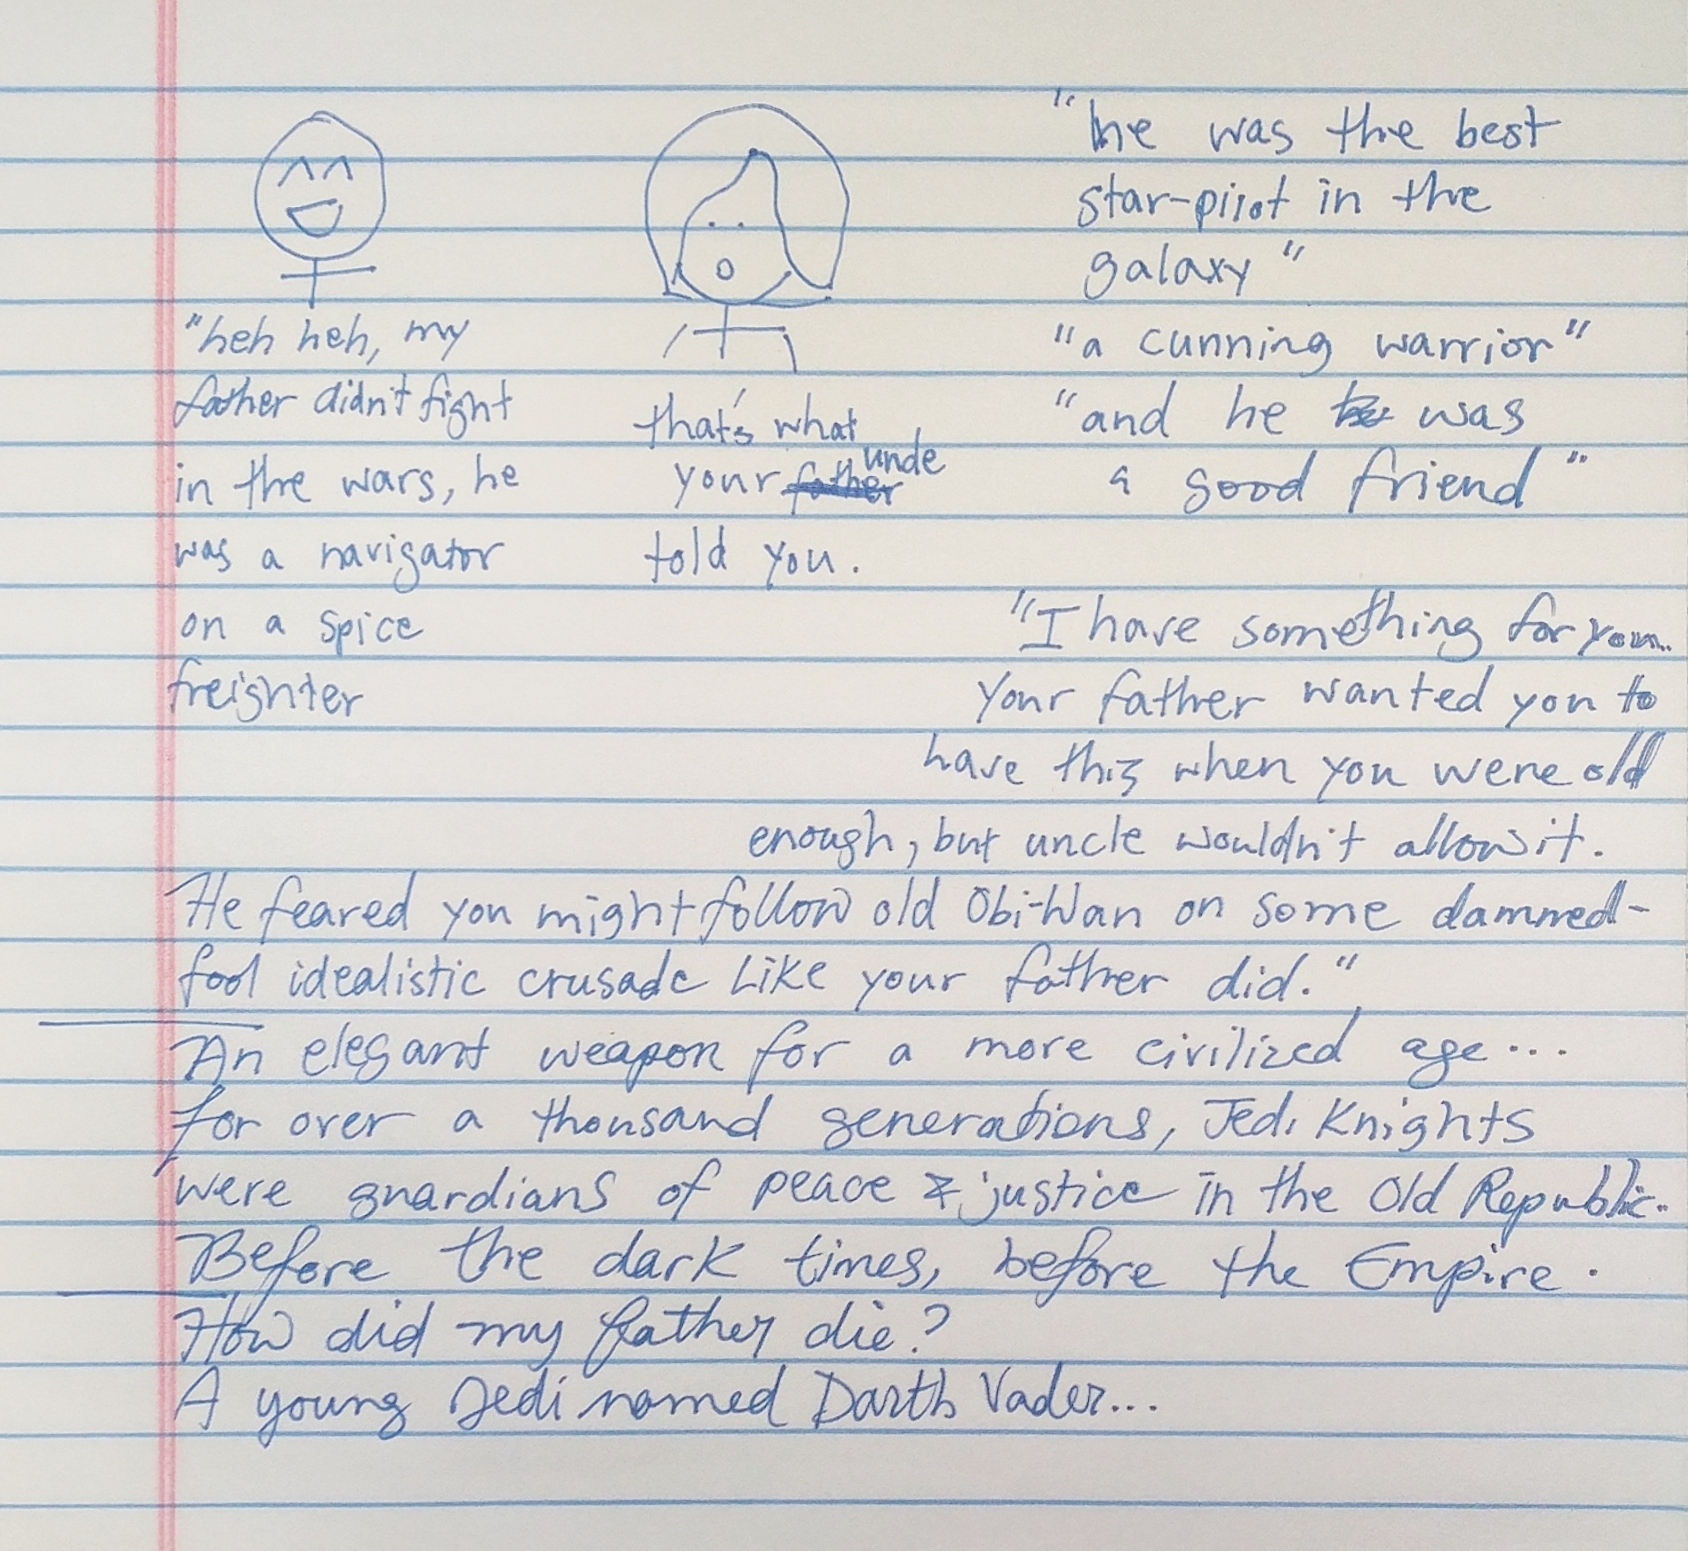 "heh heh, my
father didn't fight
in the wars, he
was a navigator
on a spice
freighter
that's what
your father uncle
told you.
"he was the best
star-pilot in the
galaxy"
"a cunning warrior"
"and he was
a good friend"
"I have something for you..
Your father wanted you to
have this when you were old
enough, but uncle wouldn't allow it.
He feared you might follow old Obi-Wan on some damned-
fool idealistic crusade like your father did."
An elegant weapon for a more civilized age...
for over a thousand generations, Jedi Knights
were guardians of peace & justice in the Old Republic.
Before the dark times, before the Empire.
How did my father die?
A young Jedi named Darth Vader...